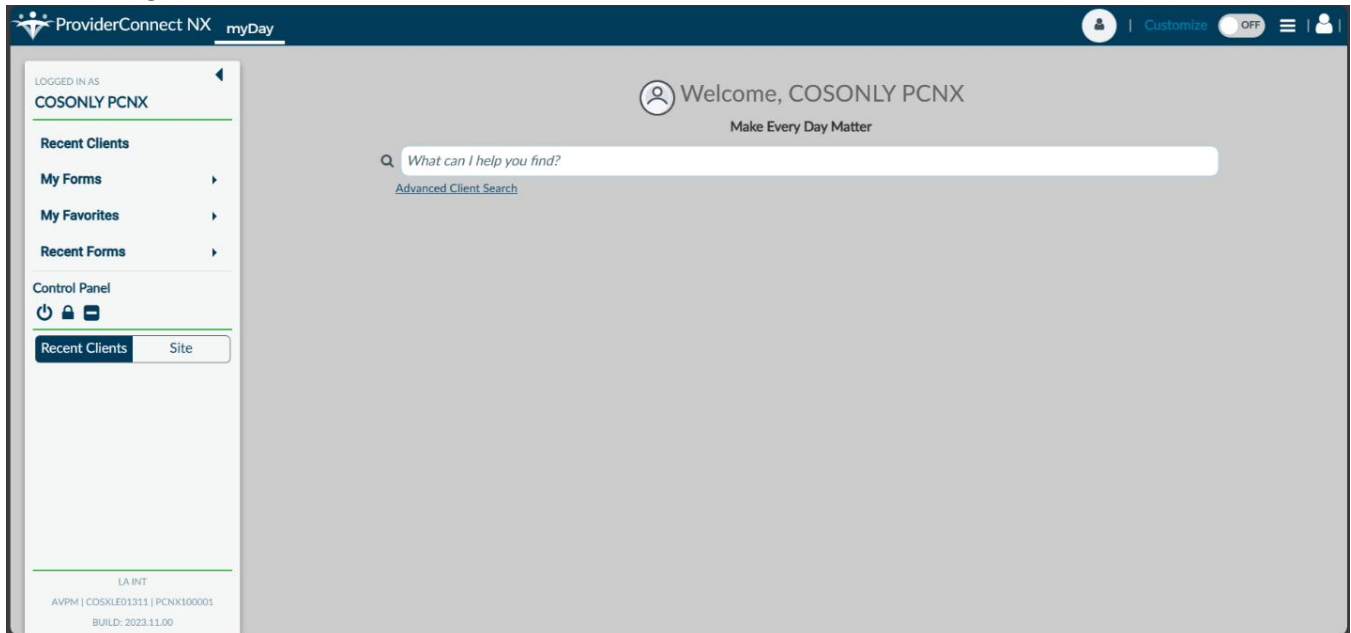 ProviderConnect NX myDay
Customize OFF
LOGGED IN AS
COSONLY PCNX
Recent Clients
My Forms
My Favorites
Recent Forms
Control Panel
Recent Clients Site
LA INT
AVPM | COSXLE01311 | PCNX100001
BUILD: 2023.11.00
Welcome, COSONLY PCNX
Make Every Day Matter
What can I help you find?
Advanced Client Search